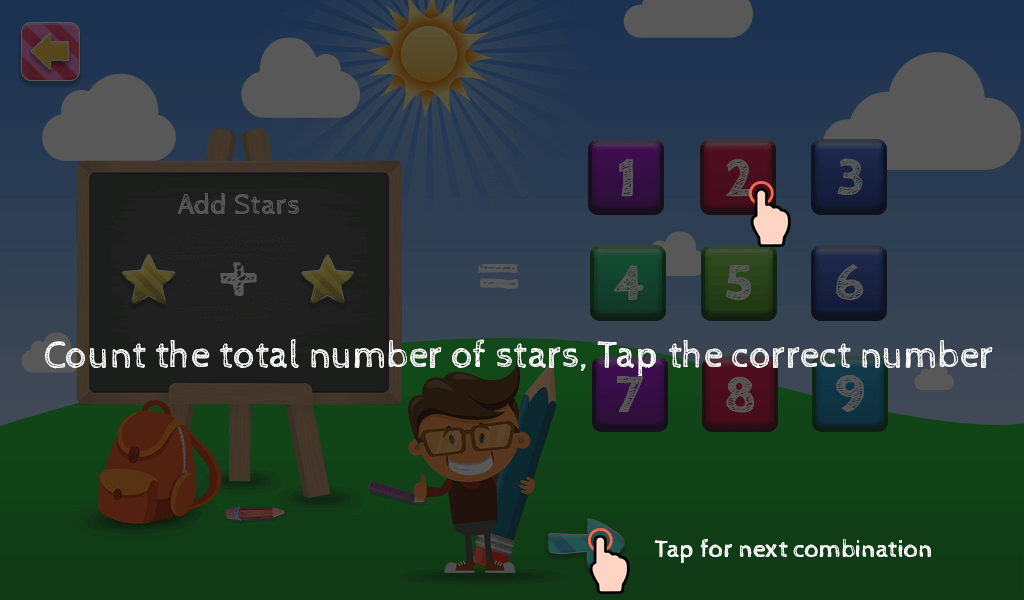 Add Stars
+
=
1 2 3
4 5 6
Count the total number of stars, Tap the correct number
7 8 9
Tap for next combination